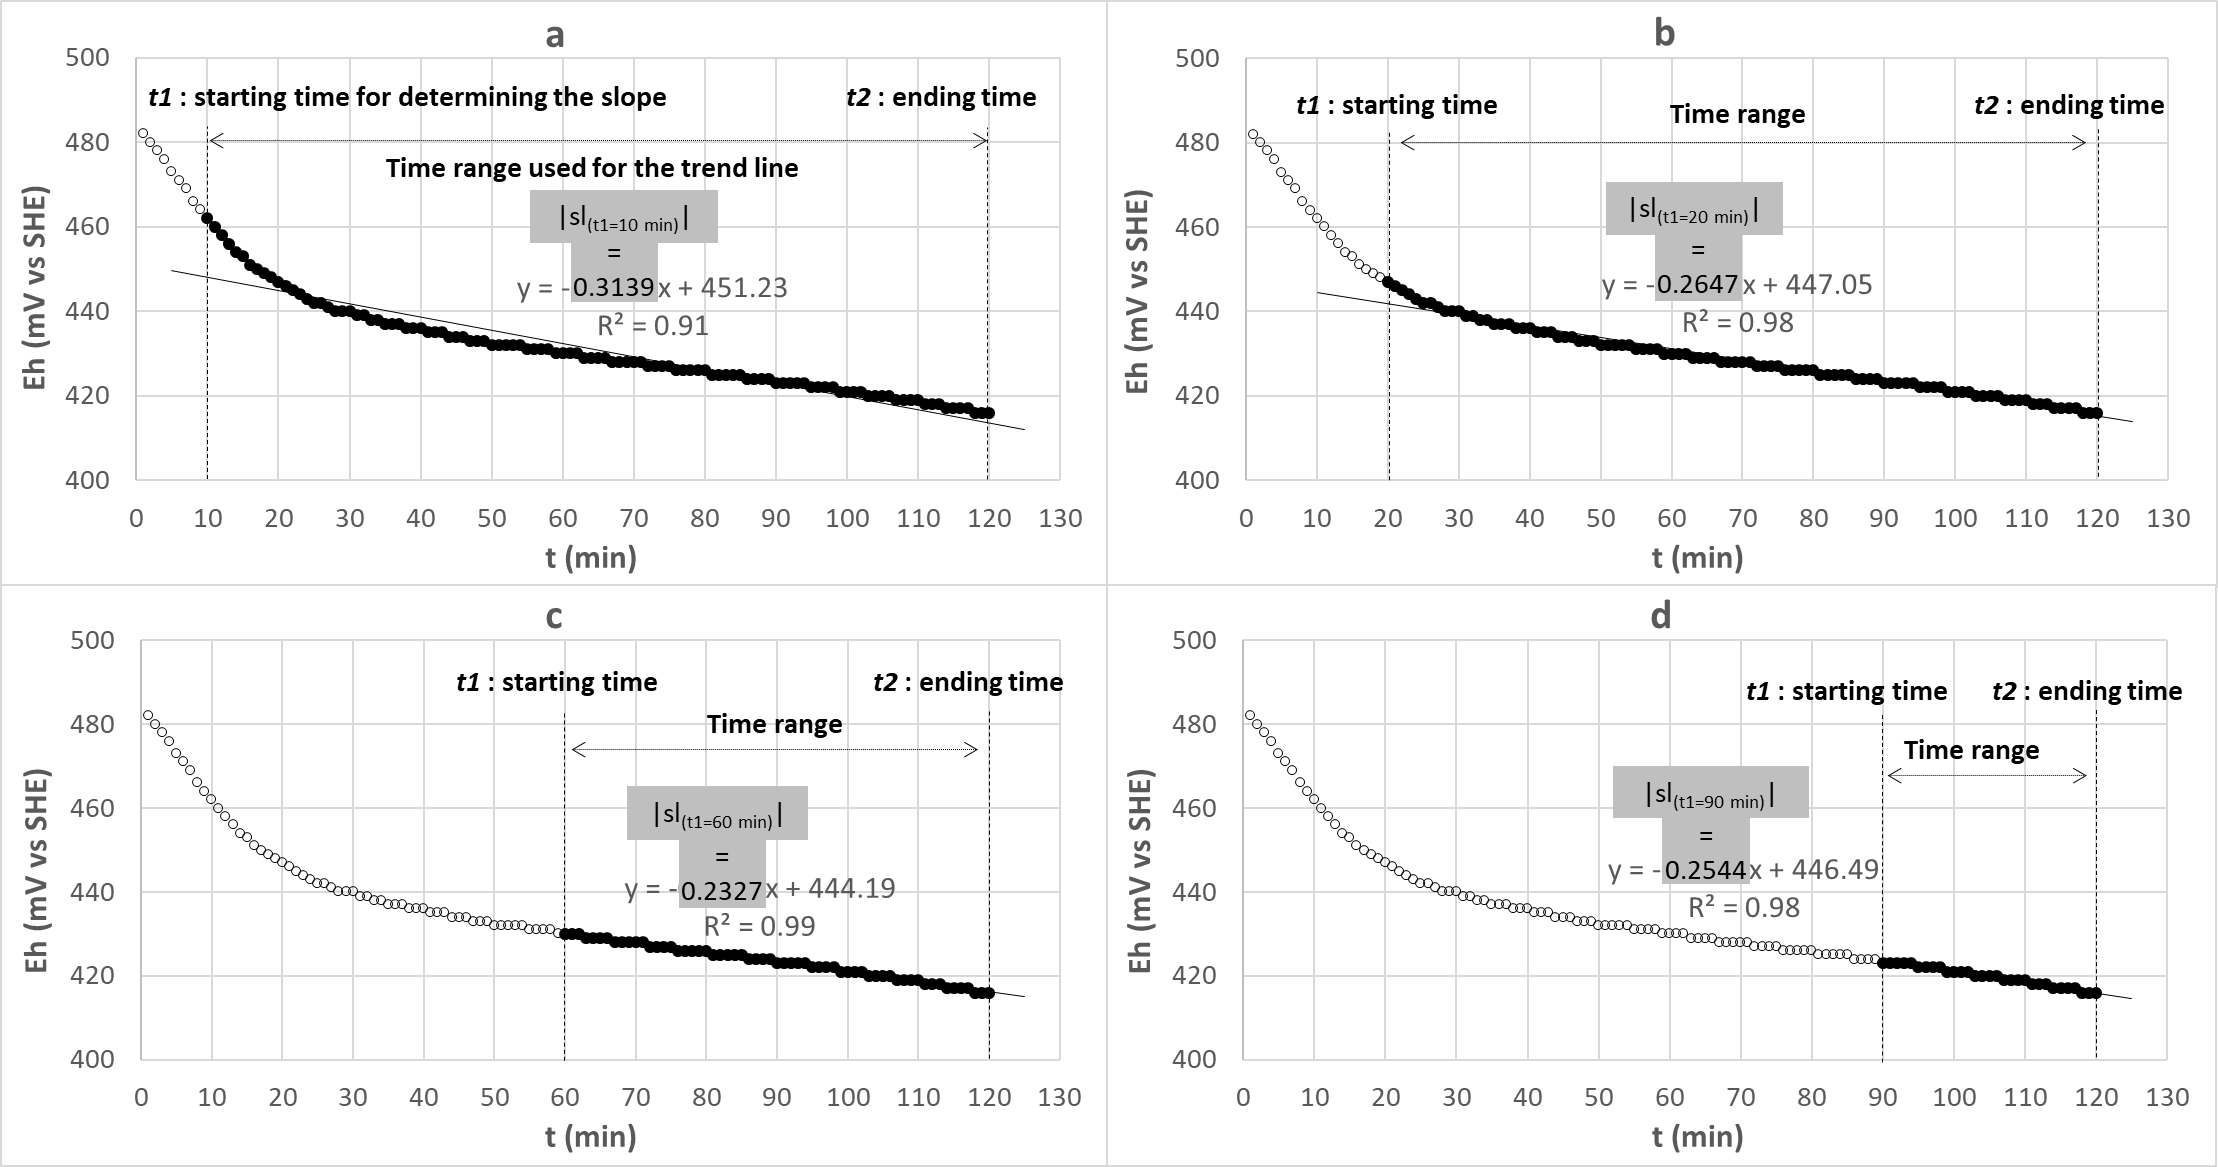 a
500
480
460
440
420
400
Eh (mV vs SHE)
t1 : starting time for determining the slope
t2 : ending time
Time range used for the trend line
|sl(t1=10 min)|
=
y = -0.3139x + 451.23
R² = 0.91
0 10 20 30 40 50 60 70 80 90 100 110 120 130
t (min)
b
500
480
460
440
420
400
Eh (mV vs SHE)
t1 : starting time
Time range
t2 : ending time
|sl(t1=20 min)|
=
y = -0.2647x + 447.05
R² = 0.98
0 10 20 30 40 50 60 70 80 90 100 110 120 130
t (min)
c
500
480
460
440
420
400
Eh (mV vs SHE)
t1 : starting time
t2 : ending time
Time range
|sl(t1=60 min)|
=
y = -0.2327x + 444.19
R² = 0.99
0 10 20 30 40 50 60 70 80 90 100 110 120 130
t (min)
d
500
480
460
440
420
400
Eh (mV vs SHE)
t1 : starting time
t2 : ending time
Time range
|sl(t1=90 min)|
=
y = -0.2544x + 446.49
R² = 0.98
0 10 20 30 40 50 60 70 80 90 100 110 120 130
t (min)